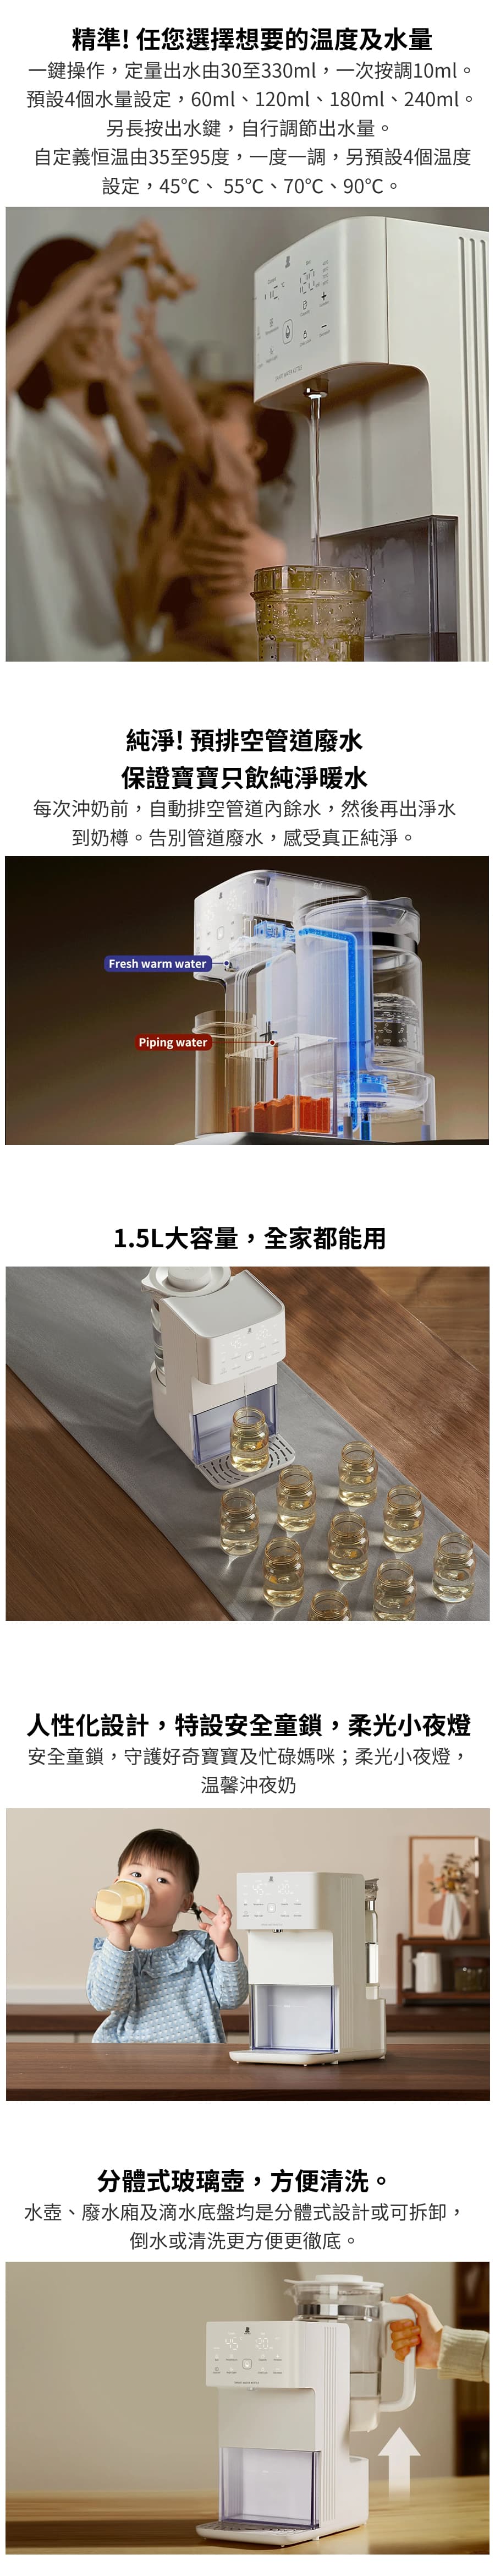 精準! 任您選擇想要的温度及水量
一鍵操作，定量出水由30至330ml，一次按調10ml。
預設4個水量設定，60ml、120ml、180ml、240ml。
另長按出水鍵，自行調節出水量。
自定義恒温由35至95度，一度一調，另預設4個温度
設定，45°C、 55°C、70°C、90°C。
SMART WATER KETTLE
純淨! 預排空管道廢水
保證寶寶只飲純淨暖水
每次沖奶前，自動排空管道內餘水，然後再出淨水
到奶樽。告別管道廢水，感受真正純淨。
Fresh warm water
Piping water
1.5L大容量，全家都能用
人性化設計，特設安全童鎖，柔光小夜燈
安全童鎖，守護好奇寶寶及忙碌媽咪；柔光小夜燈，
温馨沖夜奶
分體式玻璃壺，方便清洗。
水壺、廢水廂及滴水底盤均是分體式設計或可拆卸，
倒水或清洗更方便更徹底。